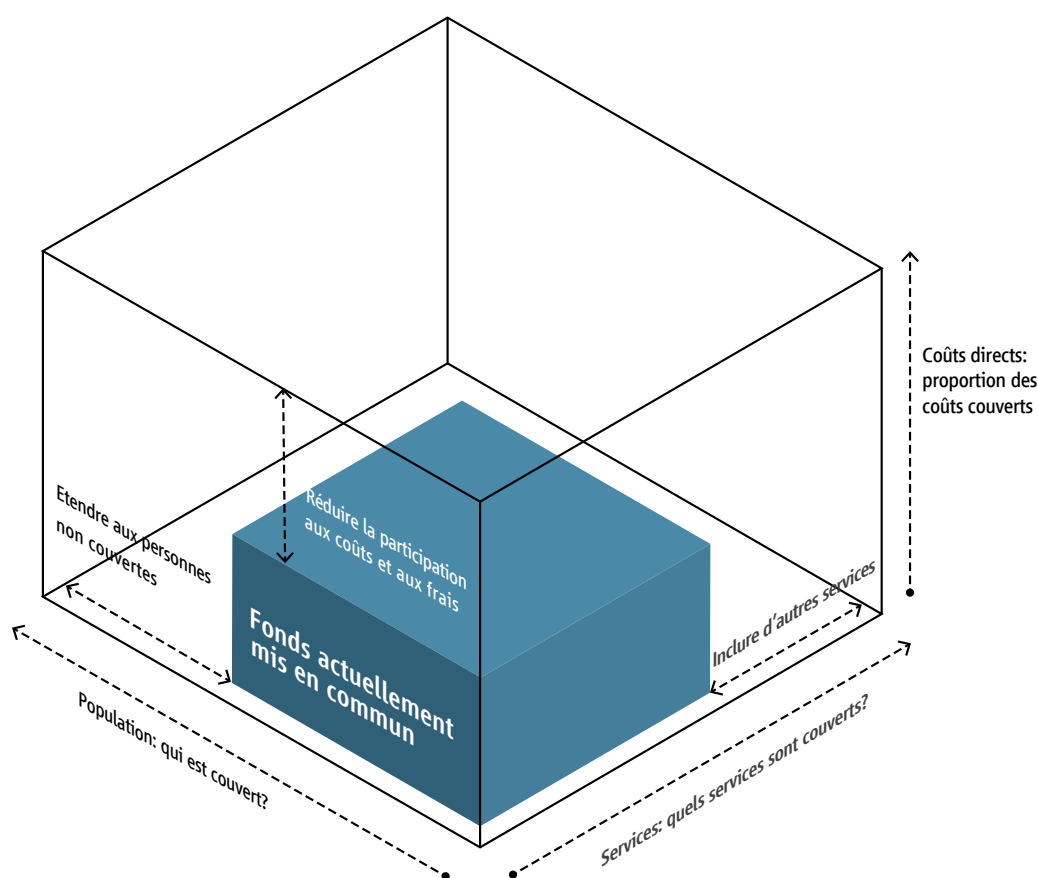 Coûts directs:
proportion des
coûts couverts
Etendre aux personnes
non couvertes
Réduire la participation
aux coûts et aux frais
Inclure d’autres services
Fonds actuellement
mis en commun
Population: qui est couvert?
Services: quels services sont couverts?